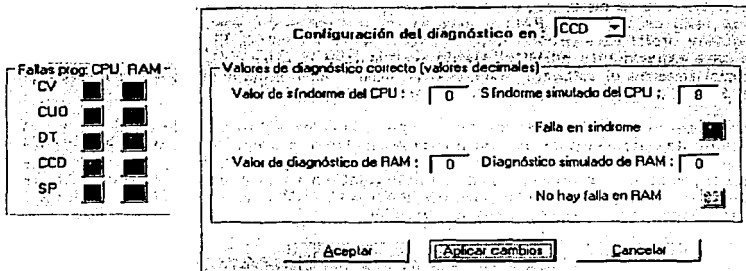 Fallas prog. CPU RAM
CV
CUO
DT
CCD
SP
Configuración del diagnóstico en : CCD
Valores de diagnóstico correcto (valores decimales)
Valor de síndorme del CPU : 0 Síndorme simulado del CPU : 8
Falla en síndrome
Valor de diagnóstico de RAM : 0 Diagnóstico simulado de RAM : 0
No hay falla en RAM
Aceptar Aplicar cambios Cancelar